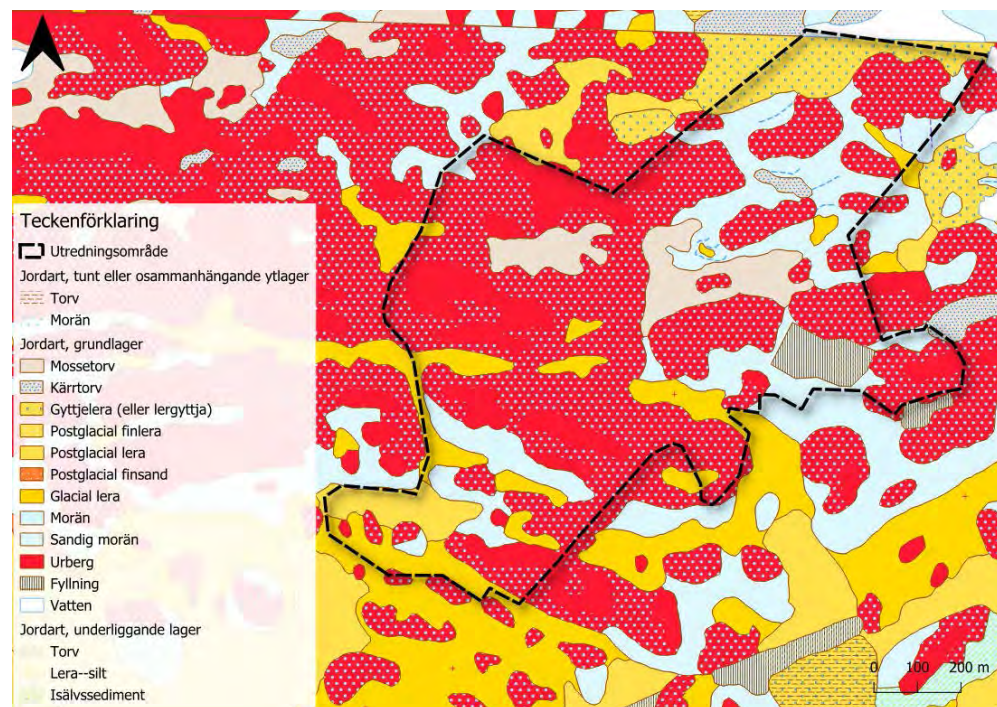 Teckenförklaring
Utredningsområde
Jordart, tunt eller osammanhängande ytlager
Torv
Morän
Jordart, grundlager
Mossetorv
Kärrtorv
Gyttjelera (eller lergyttja)
Postglacial finlera
Postglacial lera
Postglacial finsand
Glacial lera
Morän
Sandig morän
Urberg
Fyllning
Vatten
Jordart, underliggande lager
Torv
Lera--silt
Isälvssediment
0 100 200 m